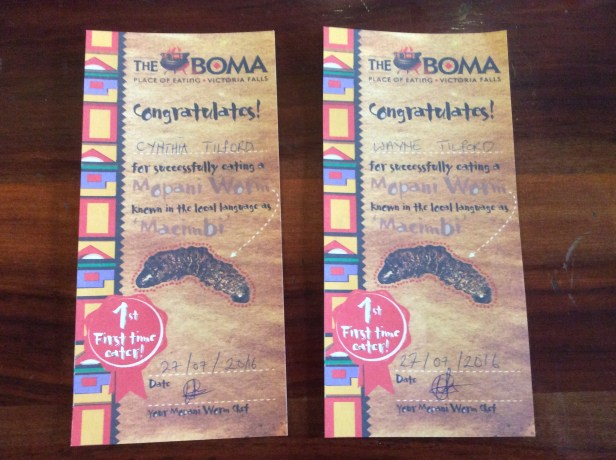 THE BOMA
PLACE OF EATING • VICTORIA FALLS
Congratulates!
CYNTHIA TILFORD
for successfully eating a
Mopani Worm
known in the local language as
'Macimbi'
1st
First time
eater!
27/07/2016
Date
Your Mopani Worm Chef
THE BOMA
PLACE OF EATING • VICTORIA FALLS
Congratulates!
WAYNE TILFORD
for successfully eating a
Mopani Worm
known in the local language as
'Macimbi'
1st
First time
eater!
27/07/2016
Date
Your Mopani Worm Chef